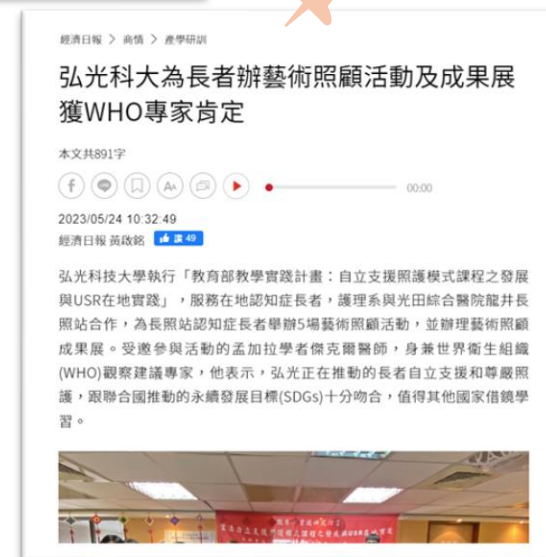 經濟日報 > 商情 > 產學研訓
弘光科大為長者辦藝術照顧活動及成果展
獲WHO專家肯定
本文共891字
00:00
2023/05/24 10:32:49
經濟日報 黃啟銘 讚 49
弘光科技大學執行「教育部教學實踐計畫:自立支援照護模式課程之發展
與USR在地實踐」,服務在地認知症長者,護理系與光田綜合醫院龍井長
照站合作,為長照站認知症長者舉辦5場藝術照顧活動,並辦理藝術照顧
成果展。受邀參與活動的孟加拉學者傑克爾醫師,身兼世界衛生組織
(WHO)觀察建議專家,他表示,弘光正在推動的長者自立支援和尊嚴照
護,跟聯合國推動的永續發展目標(SDGs)十分吻合,值得其他國家借鏡學
習。